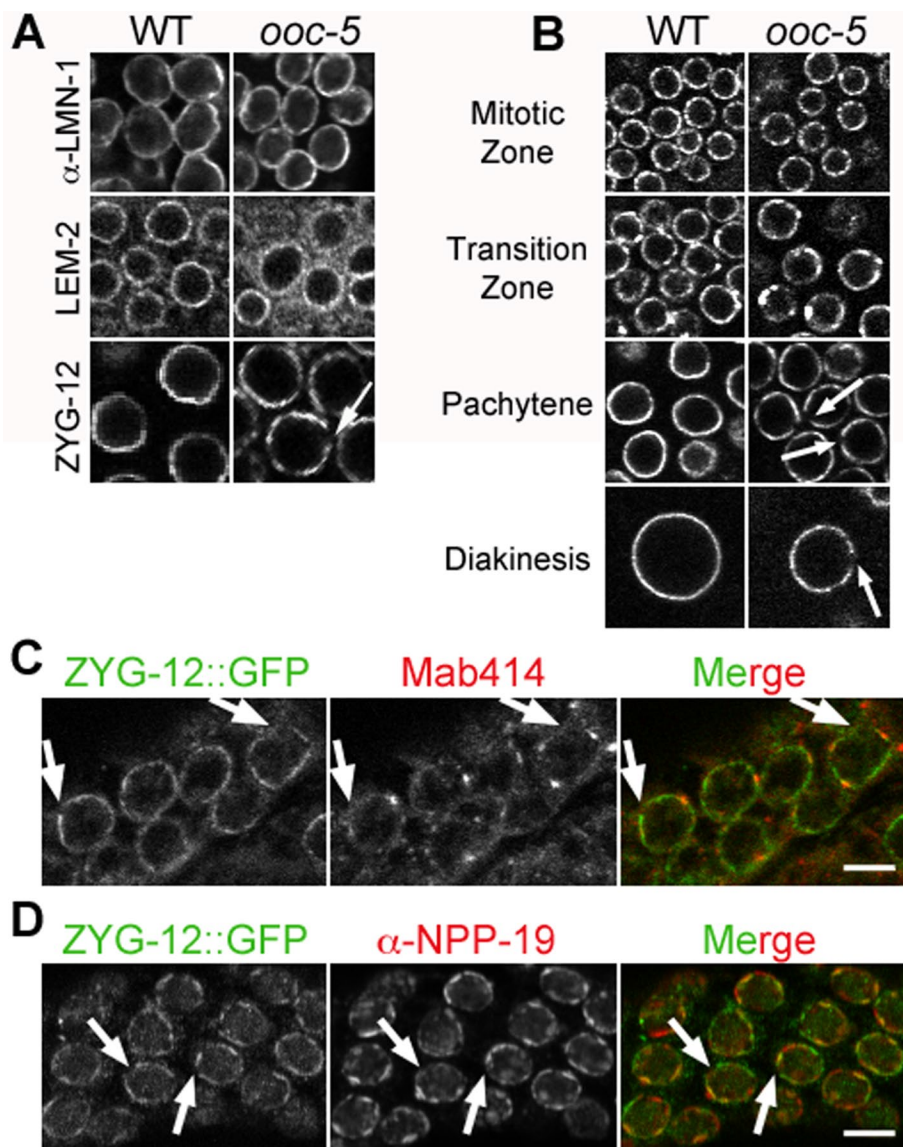 A
WT ooc-5
α-LMN-1
LEM-2
ZYG-12
B
WT ooc-5
Mitotic
Zone
Transition
Zone
Pachytene
Diakinesis
C
ZYG-12::GFP Mab414 Merge
D
ZYG-12::GFP α-NPP-19 Merge